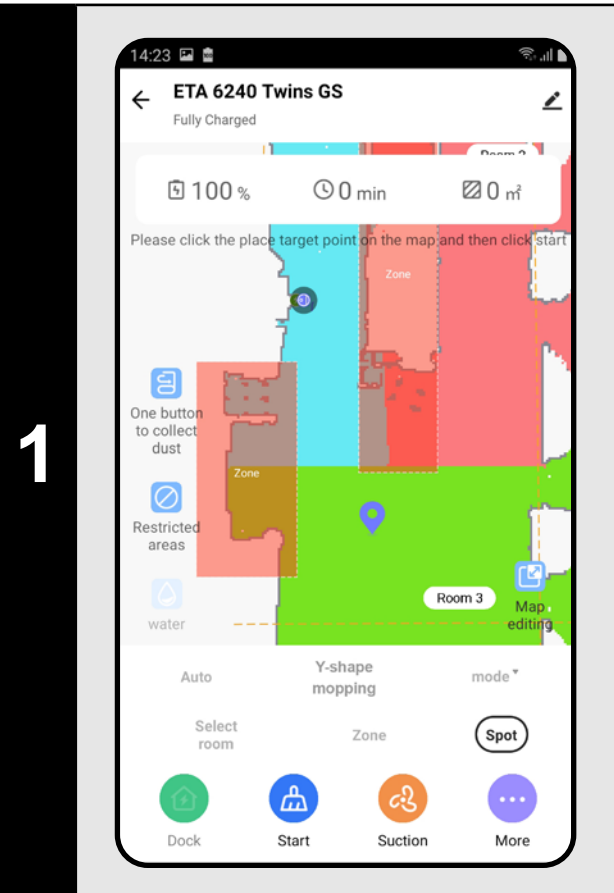 1
14:23
ETA 6240 Twins GS
Fully Charged
100 %
0 min
0 ㎡
Please click the place target point on the map and then click start
Zone
One button
to collect
dust
Zone
Restricted
areas
Room 3
Map
editing
water
Auto
Y-shape
mopping
mode
Select
room
Zone
Spot
Dock
Start
Suction
More